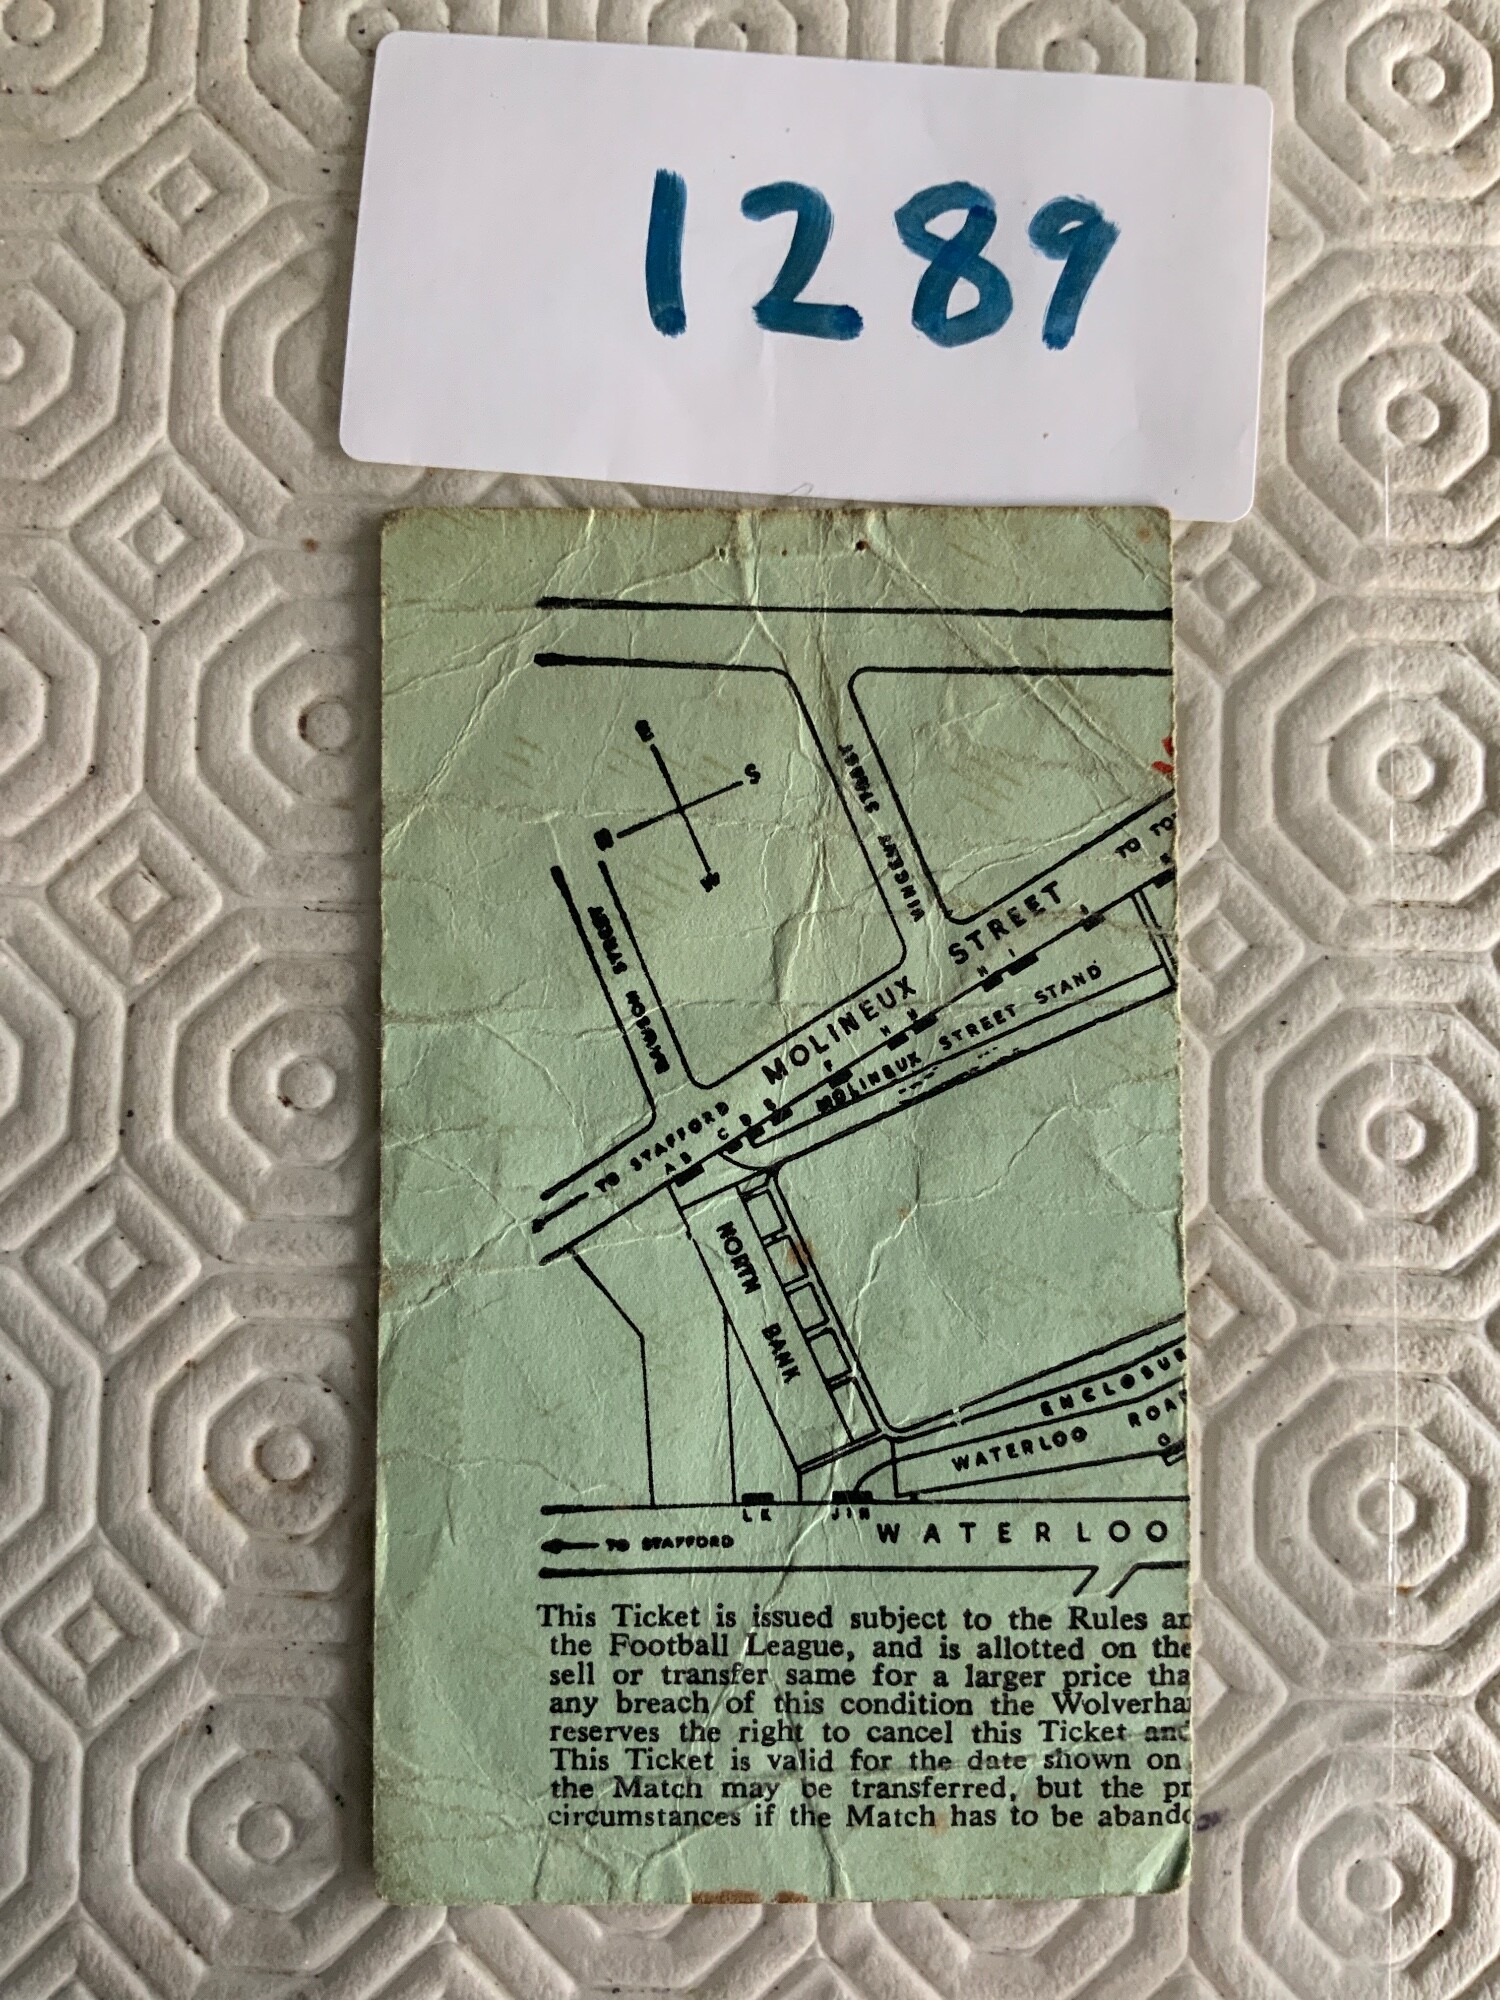 1289
VINCENT STREET
S
TO TO
MOLINEUX STREET
H I
MOLINEUX STREET STAND
F
C D
A B
TO STAFFORD
NORTH BANK
ENCLOSUR
WATERLOO ROA
L K
TO STAFFORD
WATERLOO
This Ticket is issued subject to the Rules an
the Football League, and is allotted on the
sell or transfer same for a larger price tha
any breach of this condition the Wolverha
reserves the right to cancel this Ticket and
This Ticket is valid for the date shown on
the Match may be transferred, but the pr
circumstances if the Match has to be abando